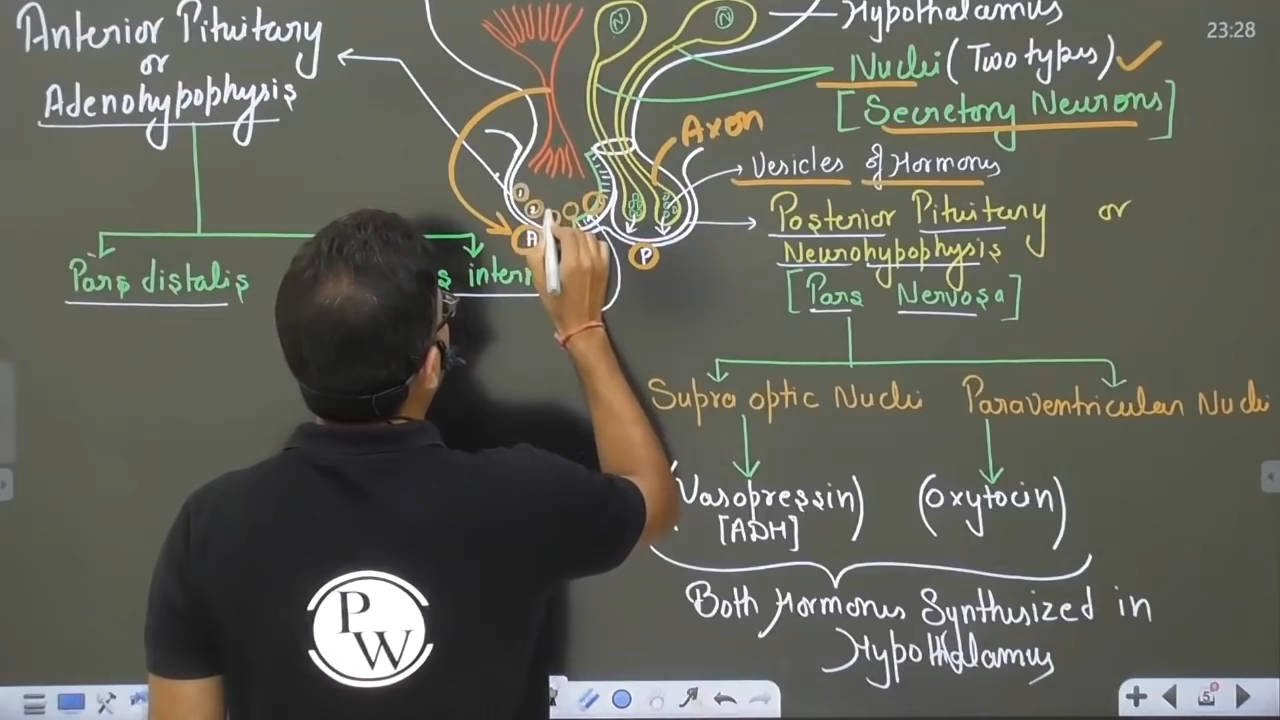 Anterior Pituitary
or
Adenohypophysis
Pars distalis
N
N
Hypothalamus
Nuclei (Two types)
[Secretory Neurons]
Axon
Vesicles of Hormones
Posterior Pituitary or
Neurohypophysis
[Pars Nervosa]
1
2
A
P
Supra optic Nuclei
Paraventricular Nuclei
(Vasopressin)
[ADH]
(Oxytocin)
Both Hormones Synthesized in
Hypothalamus
23:28
PW